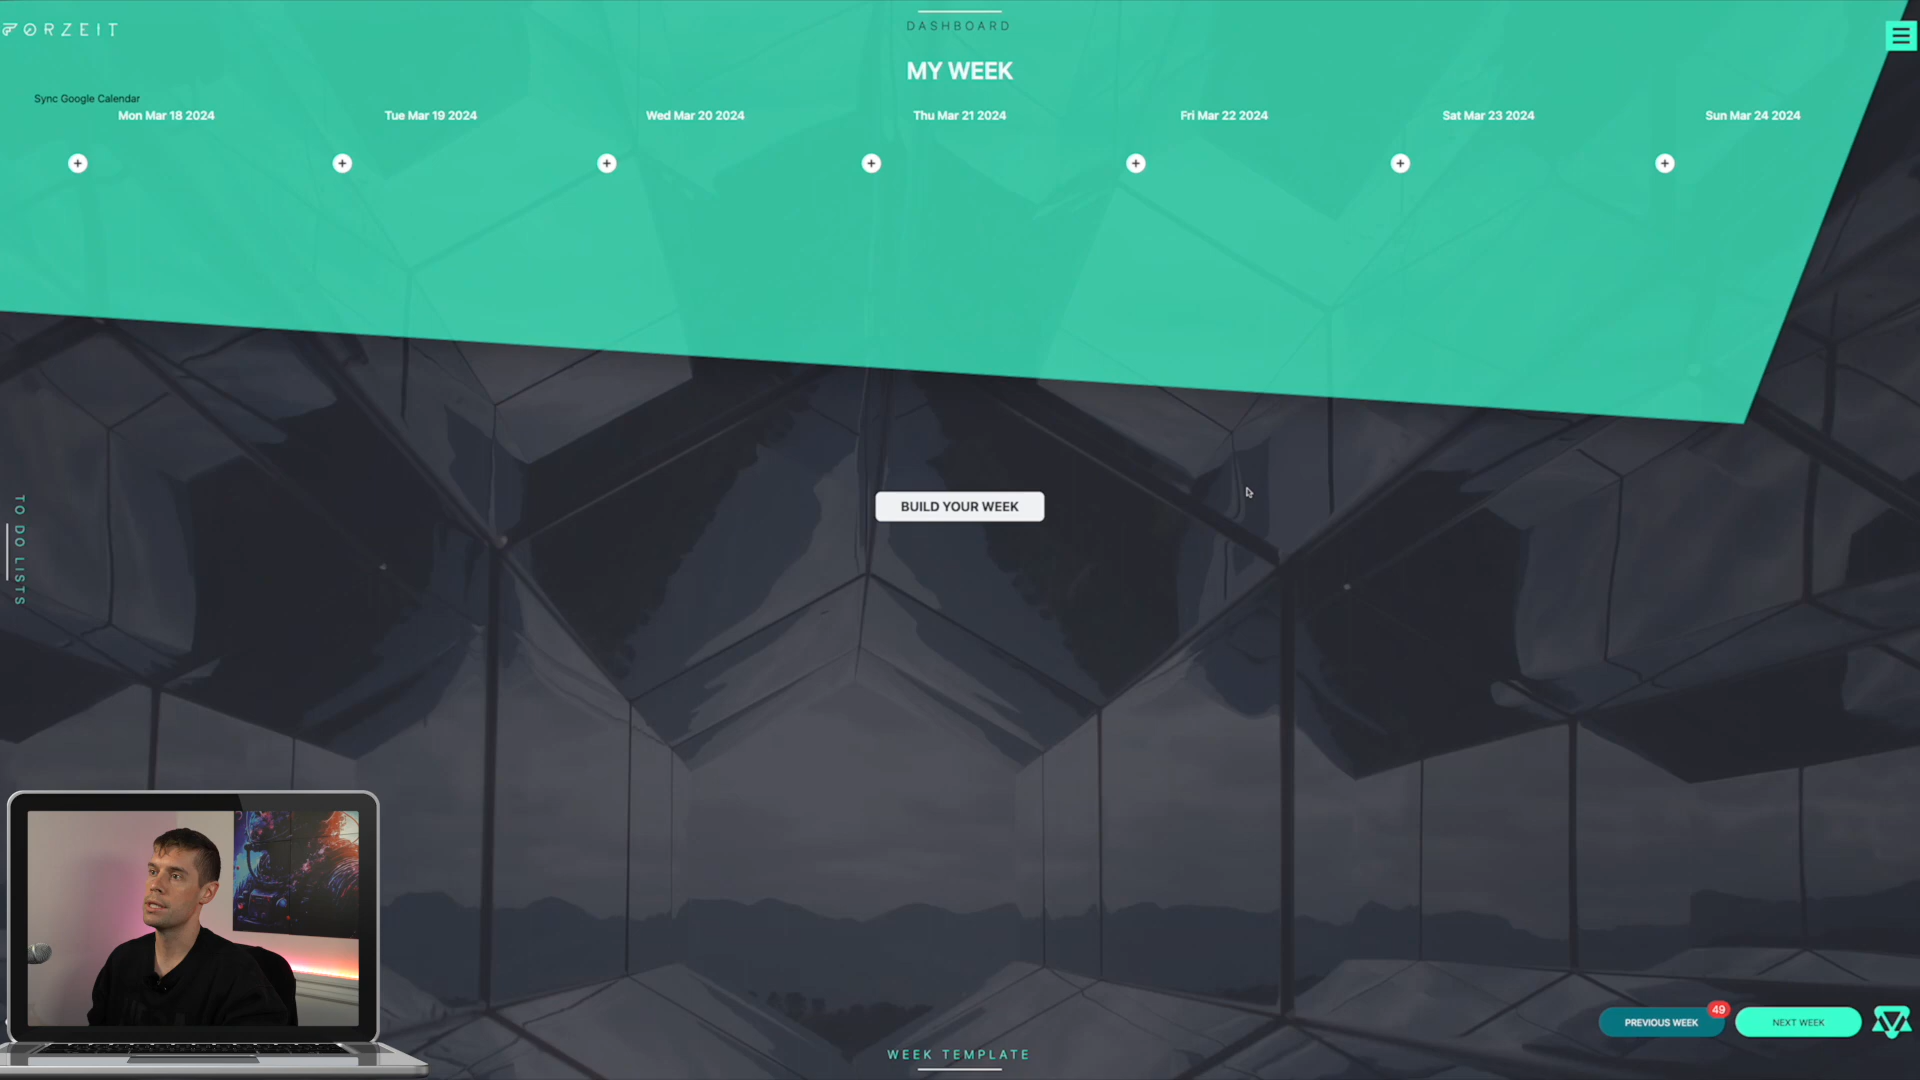 FORZEIT
DASHBOARD
MY WEEK
Sync Google Calendar
Mon Mar 18 2024
Tue Mar 19 2024
Wed Mar 20 2024
Thu Mar 21 2024
Fri Mar 22 2024
Sat Mar 23 2024
Sun Mar 24 2024
BUILD YOUR WEEK
TO DO LISTS
PREVIOUS WEEK
49
NEXT WEEK
WEEK TEMPLATE